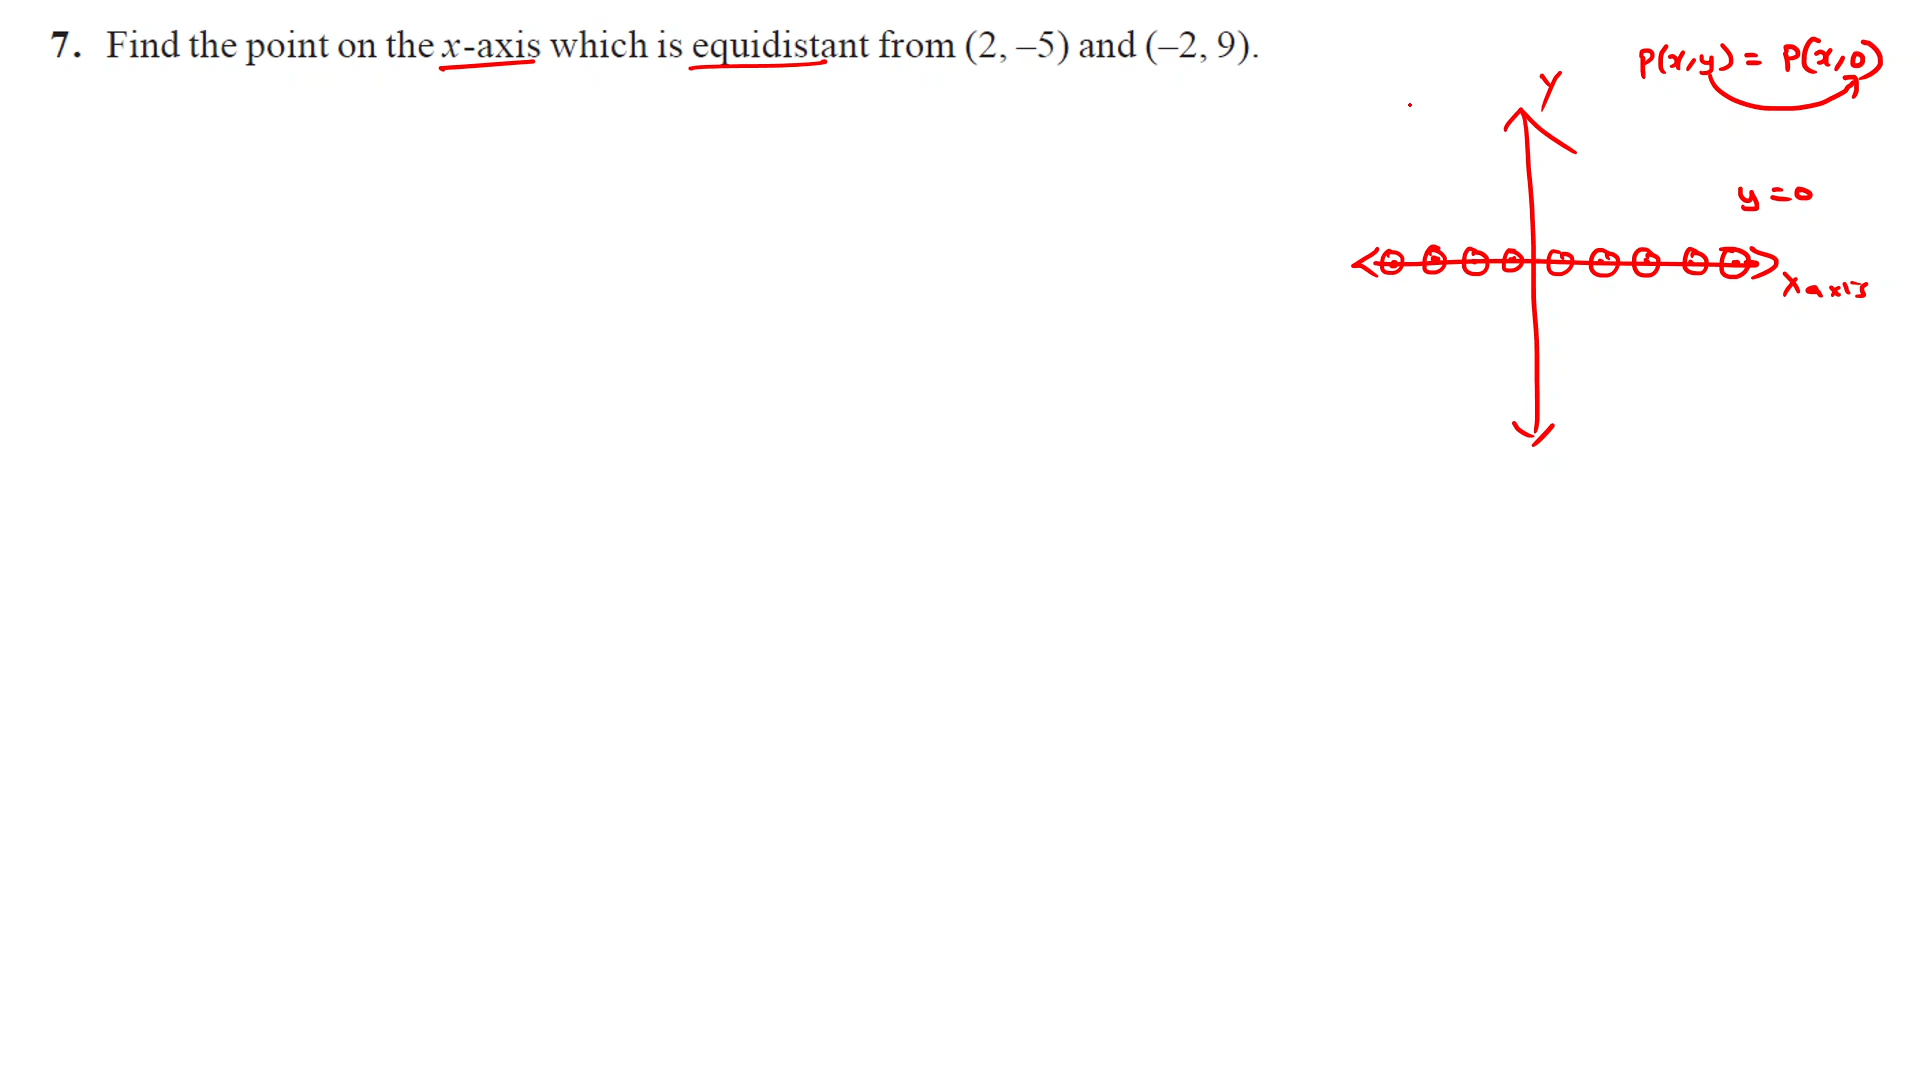 7. Find the point on the x-axis which is equidistant from (2, –5) and (–2, 9).
P(x,y) = P(x,0)
Y
y=0
X axis